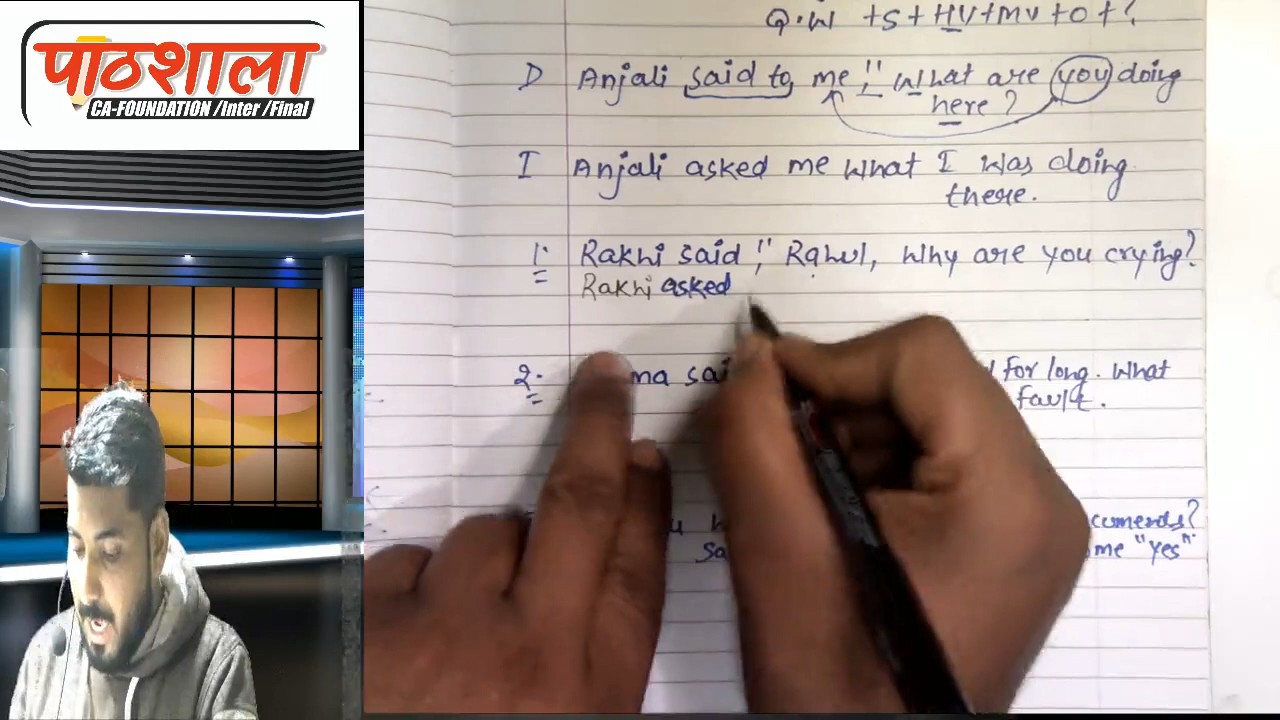 पाठशाला
CA-FOUNDATION /Inter /Final
Q.W +S + HV + MV + O + ?
D Anjali said to me, " What are you doing
here ?
I Anjali asked me what I was doing
there.
1. Rakhi said, " Rahul, Why are you crying?
Rakhi asked
2. ma sai for long. What
fault.
cuments?
sa me "Yes"